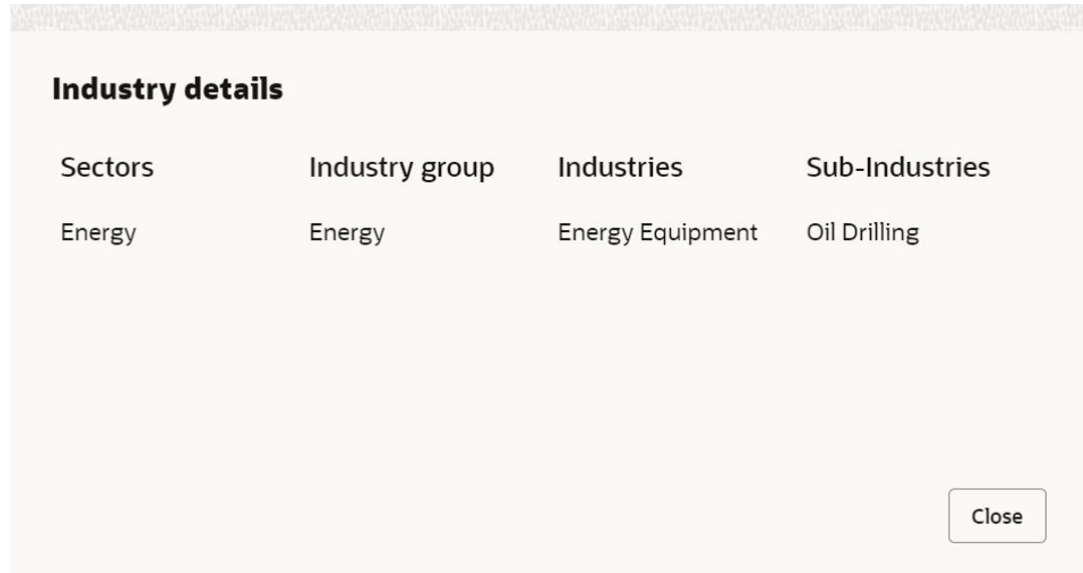 Industry details
Sectors Industry group Industries Sub-Industries
Energy Energy Energy Equipment Oil Drilling
Close